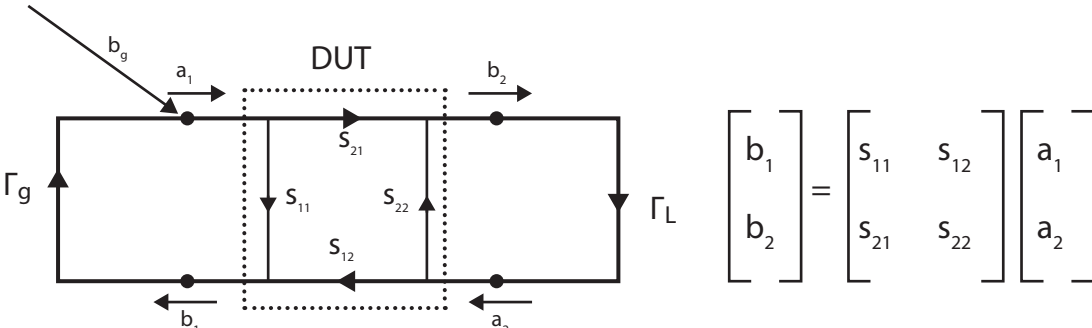 b_g
DUT
a_1
b_2
s_21
Γ_g
s_11
s_22
Γ_L
s_12
b_1
a_2
[b_1] = [s_11 s_12] [a_1]
[b_2] [s_21 s_22] [a_2]